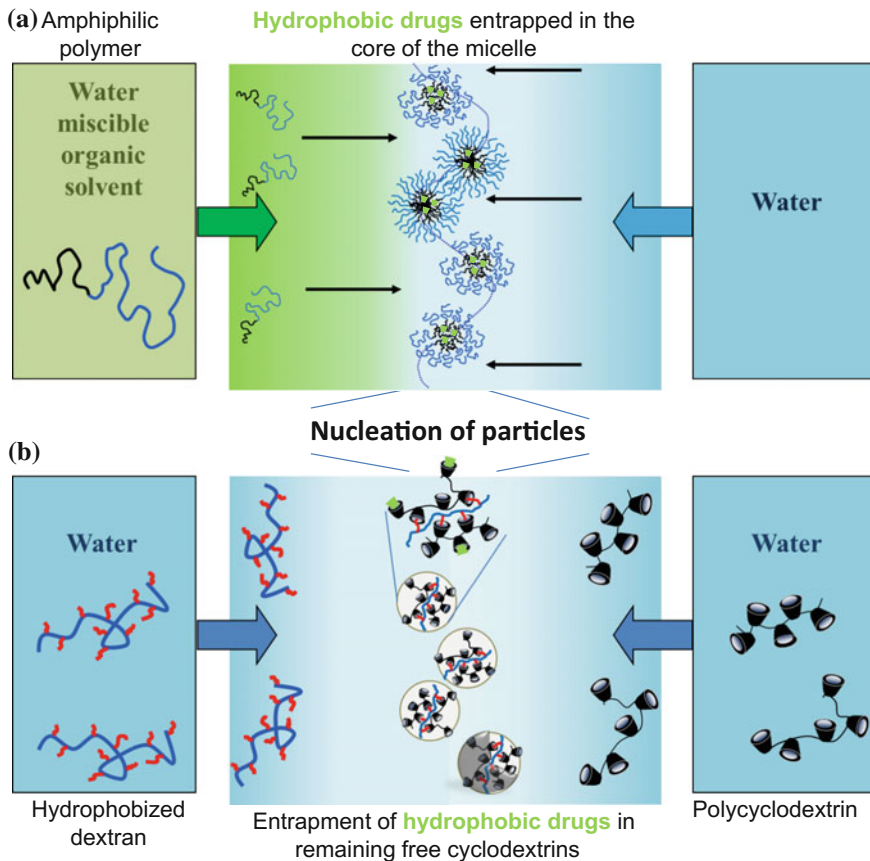 (a) Amphiphilic
polymer
Hydrophobic drugs entrapped in the
core of the micelle
Water
miscible
organic
solvent
Water
Nucleation of particles
(b)
Water
Water
Hydrophobized
dextran
Entrapment of hydrophobic drugs in
remaining free cyclodextrins
Polycyclodextrin